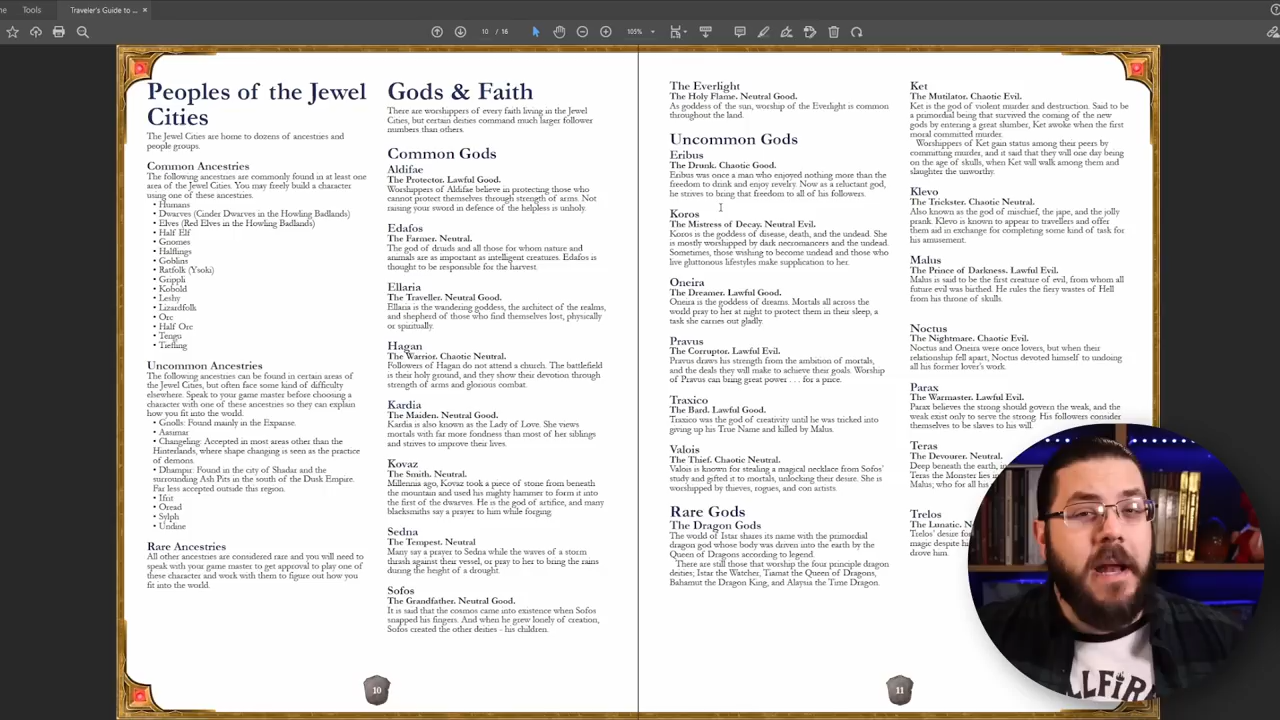 Tools
Traveler's Guide to ...
10 / 16
105%
Peoples of the Jewel
Cities
The Jewel Cities are home to dozens of ancestries and
people groups.
Common Ancestries
The following ancestries are commonly found in at least one
area of the Jewel Cities. You may freely build a character
using one of these ancestries.
• Humans
• Dwarves (Cinder Dwarves in the Howling Badlands)
• Elves (Red Elves in the Howling Badlands)
• Half Elf
• Gnomes
• Halflings
• Goblins
• Ratfolk (Ysoki)
• Grippli
• Kobold
• Leshy
• Lizardfolk
• Orc
• Half Orc
• Tengu
• Tiefling
Uncommon Ancestries
The following ancestries can be found in certain areas of
the Jewel Cities, but often face some kind of difficulty
elsewhere. Speak to your game master before choosing a
character with one of these ancestries so they can explain
how you fit into the world.
• Gnolls: Found mainly in the Expanse.
• Aasimar
• Changeling: Accepted in most areas other than the
Hinterlands, where shape changing is seen as the practice
of demons.
• Dhampir: Found in the city of Shadar and the
surrounding Ash Pits in the south of the Dusk Empire.
Far less accepted outside this region.
• Ifrit
• Oread
• Sylph
• Undine
Rare Ancestries
All other ancestries are considered rare and you will need to
speak with your game master to get approval to play one of
these character and work with them to figure out how you
fit into the world.
Gods & Faith
There are worshippers of every faith living in the Jewel
Cities, but certain deities command much larger follower
numbers than others.
Common Gods
Aldifae
The Protector. Lawful Good.
Worshippers of Aldifae believe in protecting those who
cannot protect themselves through strength of arms. Not
raising your sword in defence of the helpless is unholy.
Edafos
The Farmer. Neutral.
The god of druids and all those for whom nature and
animals are as important as intelligent creatures. Edafos is
thought to be responsible for the harvest.
Ellaria
The Traveller. Neutral Good.
Ellaria is the wandering goddess, the architect of the realms,
and shepherd of those who find themselves lost, physically
or spiritually.
Hagan
The Warrior. Chaotic Neutral.
Followers of Hagan do not attend a church. The battlefield
is their holy ground, and they show their devotion through
strength of arms and glorious combat.
Kardia
The Maiden. Neutral Good.
Kardia is also known as the Lady of Love. She views
mortals with far more fondness than most of her siblings
and strives to improve their lives.
Kovaz
The Smith. Neutral.
Millennia ago, Kovaz took a piece of stone from beneath
the mountain and used his mighty hammer to form it into
the first of the dwarves. He is the god of artifice, and many
blacksmiths say a prayer to him while forging.
Sedna
The Tempest. Neutral
Many say a prayer to Sedna while the waves of a storm
thrash against their vessel, or pray to her to bring the rains
during the height of a drought.
Sofos
The Grandfather. Neutral Good.
It is said that the cosmos came into existence when Sofos
snapped his fingers. And when he grew lonely of creation,
Sofos created the other deities - his children.
10
The Everlight
The Holy Flame. Neutral Good.
As goddess of the sun, worship of the Everlight is common
throughout the land.
Uncommon Gods
Eribus
The Drunk. Chaotic Good.
Eribus was once a man who enjoyed nothing more than the
freedom to drink and enjoy revelry. Now as a reluctant god,
he strives to bring that freedom to all of his followers.
Koros
The Mistress of Decay. Neutral Evil.
Koros is the goddess of disease, death, and the undead. She
is mostly worshipped by dark necromancers and the undead.
Sometimes, those wishing to become undead and those who
live gluttonous lifestyles make supplication to her.
Oneira
The Dreamer. Lawful Good.
Oneira is the goddess of dreams. Mortals all across the
world pray to her at night to protect them in their sleep, a
task she carries out gladly.
Pravus
The Corruptor. Lawful Evil.
Pravus draws his strength from the ambition of mortals,
and the deals they will make to achieve their goals. Worship
of Pravus can bring great power . . . for a price.
Traxico
The Bard. Lawful Good.
Traxico was the god of creativity until he was tricked into
giving up his True Name and killed by Malus.
Valois
The Thief. Chaotic Neutral.
Valois is known for stealing a magical necklace from Sofos'
study and gifted it to mortals, unlocking their desire. She is
worshipped by thieves, rogues, and con artists.
Rare Gods
The Dragon Gods
The world of Istar shares its name with the primordial
dragon god whose body was driven into the earth by the
Queen of Dragons according to legend.
There are still those that worship the four principle dragon
deities; Istar the Watcher, Tiamat the Queen of Dragons,
Bahamut the Dragon King, and Alaysia the Time Dragon.
Ket
The Mutilator. Chaotic Evil.
Ket is the god of violent murder and destruction. Said to be
a primordial being that survived the coming of the new
gods by entering a great slumber, Ket awoke when the first
moral committed murder.
Worshippers of Ket gain status among their peers by
committing murder, and it said that they will one day being
on the age of skulls, when Ket will walk among them and
slaughter the unworthy.
Klevo
The Trickster. Chaotic Neutral.
Also known as the god of mischief, the jape, and the jolly
prank. Klevo is known to appear to travellers and offer
them aid in exchange for completing some kind of task for
his amusement.
Malus
The Prince of Darkness. Lawful Evil.
Malus is said to be the first creature of evil, from whom all
future evil was birthed. He rules the fiery wastes of Hell
from his throne of skulls.
Noctus
The Nightmare. Chaotic Evil.
Noctus and Oneira were once lovers, but when their
relationship fell apart, Noctus devoted himself to undoing
all his former lover's work.
Parax
The Warmaster. Lawful Evil.
Parax believes the strong should govern the weak, and the
weak exist only to serve the strong. His followers consider
themselves to be slaves to his will.
Teras
The Devourer. Neutral
Deep beneath the earth, in
Teras the Monster lies
Malus; who for all his
Trelos
The Lunatic. N
Trelos' desire for
magic despite hi
drove him.
11
LLFIR